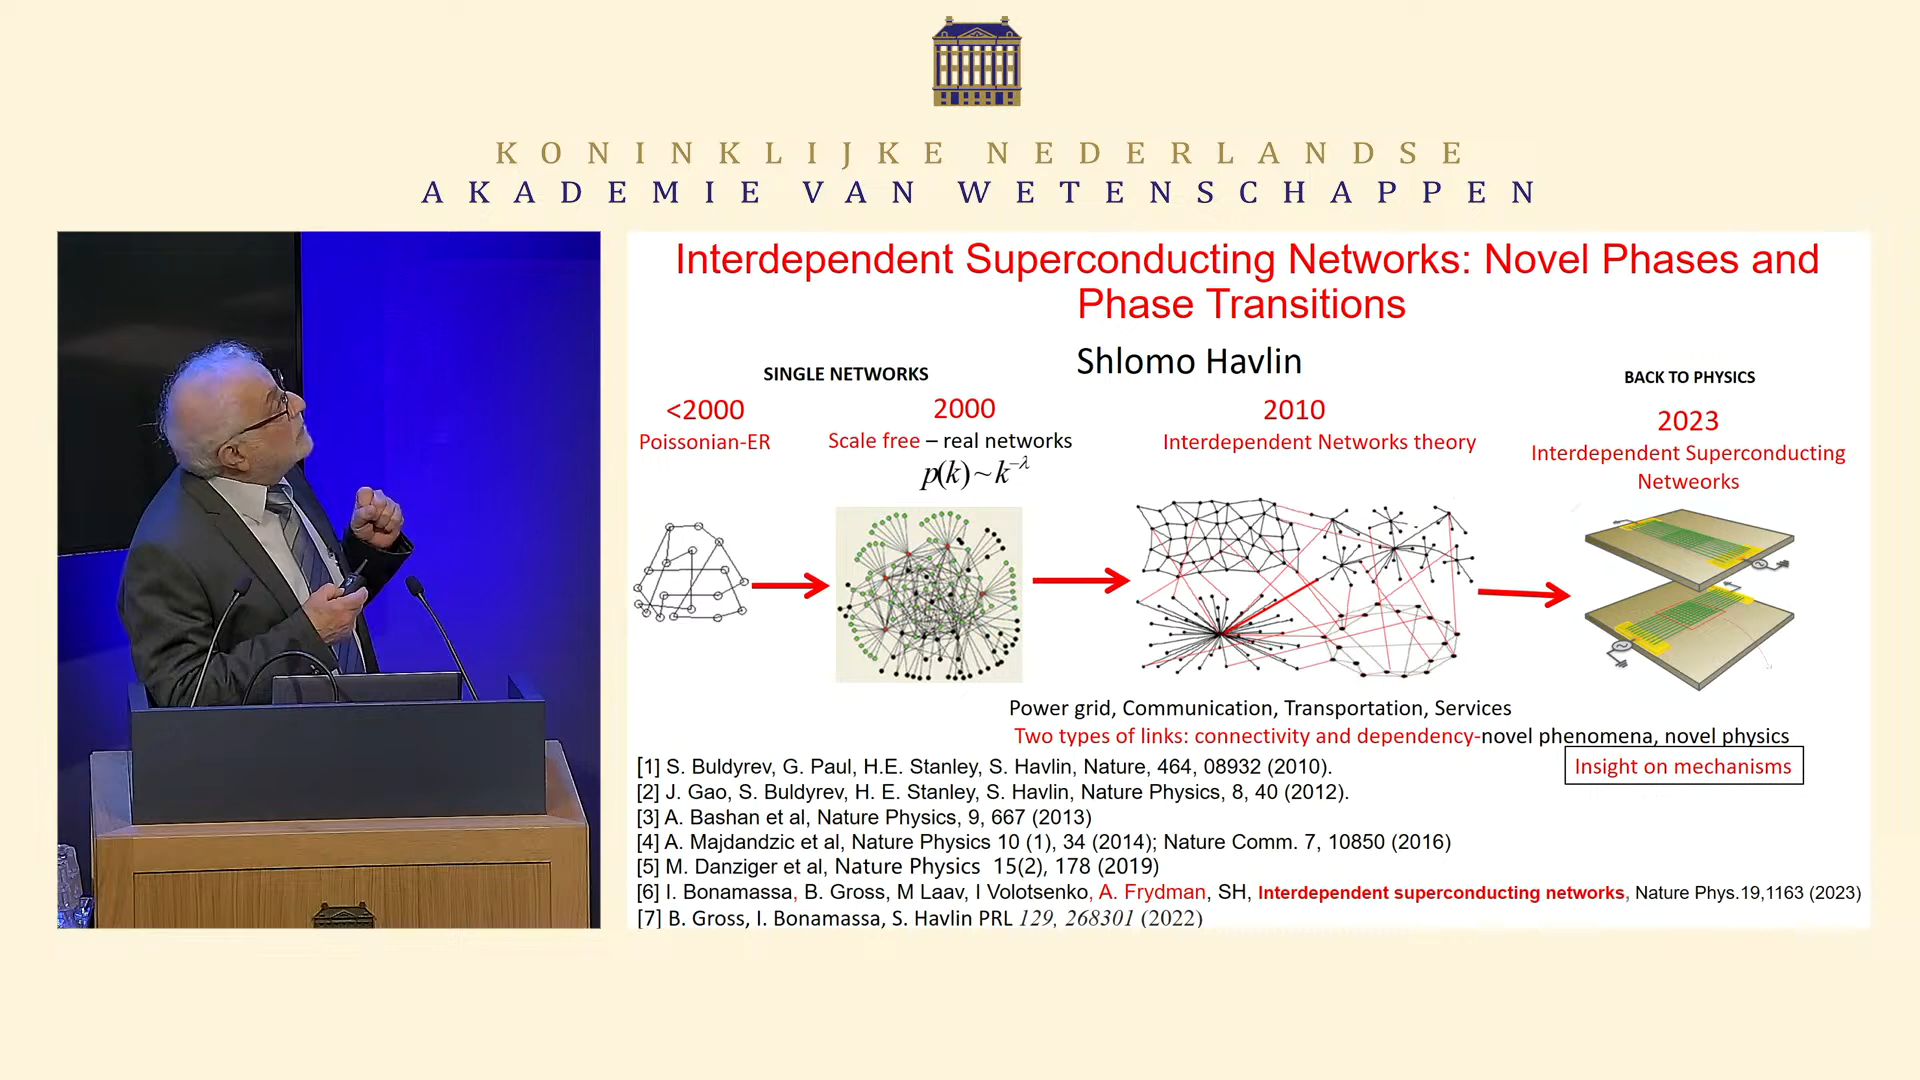 KONINKLIJKE NEDERLANDSE
AKADEMIE VAN WETENSCHAPPEN
Interdependent Superconducting Networks: Novel Phases and
Phase Transitions
Shlomo Havlin
SINGLE NETWORKS
BACK TO PHYSICS
<2000
Poissonian-ER
2000
Scale free – real networks
p(k)~k^−λ
2010
Interdependent Networks theory
2023
Interdependent Superconducting
Netweorks
Power grid, Communication, Transportation, Services
Two types of links: connectivity and dependency-novel phenomena, novel physics
Insight on mechanisms
[1] S. Buldyrev, G. Paul, H.E. Stanley, S. Havlin, Nature, 464, 08932 (2010).
[2] J. Gao, S. Buldyrev, H. E. Stanley, S. Havlin, Nature Physics, 8, 40 (2012).
[3] A. Bashan et al, Nature Physics, 9, 667 (2013)
[4] A. Majdandzic et al, Nature Physics 10 (1), 34 (2014); Nature Comm. 7, 10850 (2016)
[5] M. Danziger et al, Nature Physics 15(2), 178 (2019)
[6] I. Bonamassa, B. Gross, M Laav, I Volotsenko, A. Frydman, SH, Interdependent superconducting networks, Nature Phys.19,1163 (2023)
[7] B. Gross, I. Bonamassa, S. Havlin PRL 129, 268301 (2022)